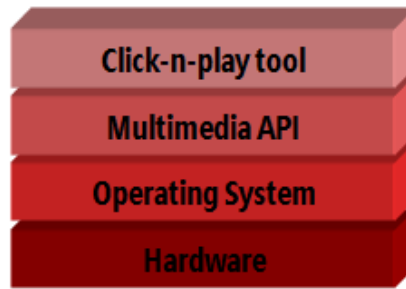 Click-n-play tool
Multimedia API
Operating System
Hardware